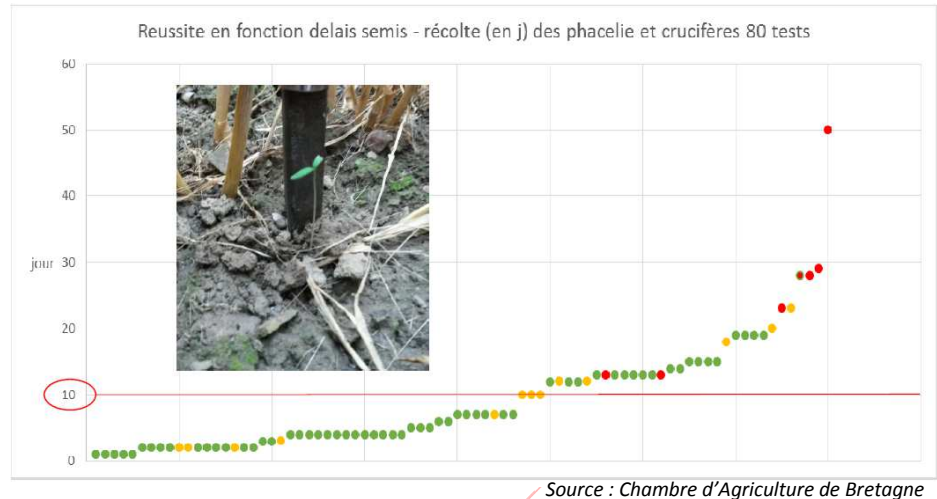 Reussite en fonction delais semis - récolte (en j) des phacelie et crucifères 80 tests
60
50
40
jour 30
20
10
0
Source : Chambre d'Agriculture de Bretagne